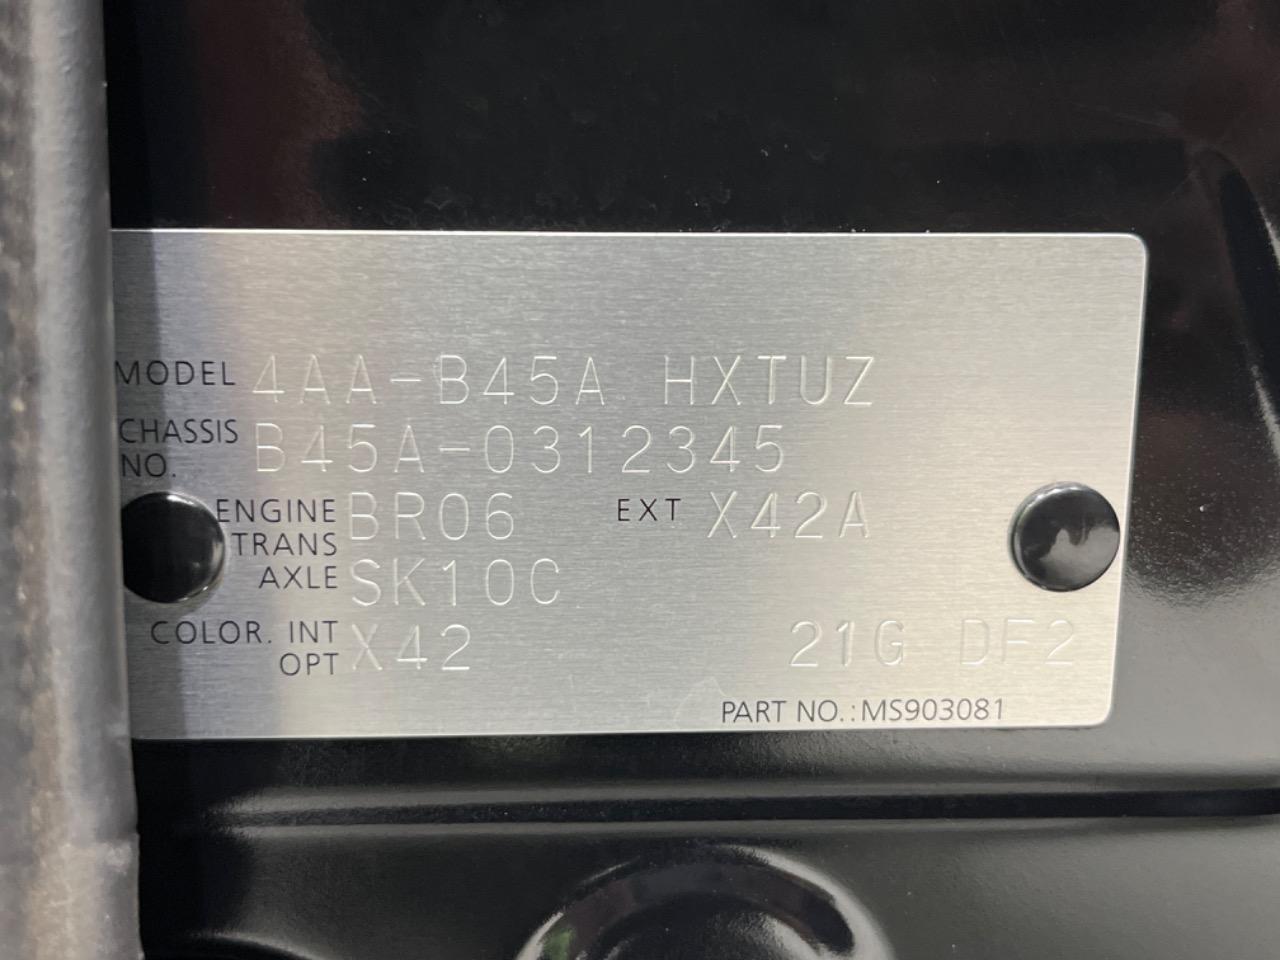 MODEL 4AA-B45A HXTUZ
CHASSIS NO. B45A-0312345
ENGINE BR06 EXT X42A
TRANS
AXLE SK10C
COLOR. INT X42 21G DF2
OPT
PART NO.:MS903081